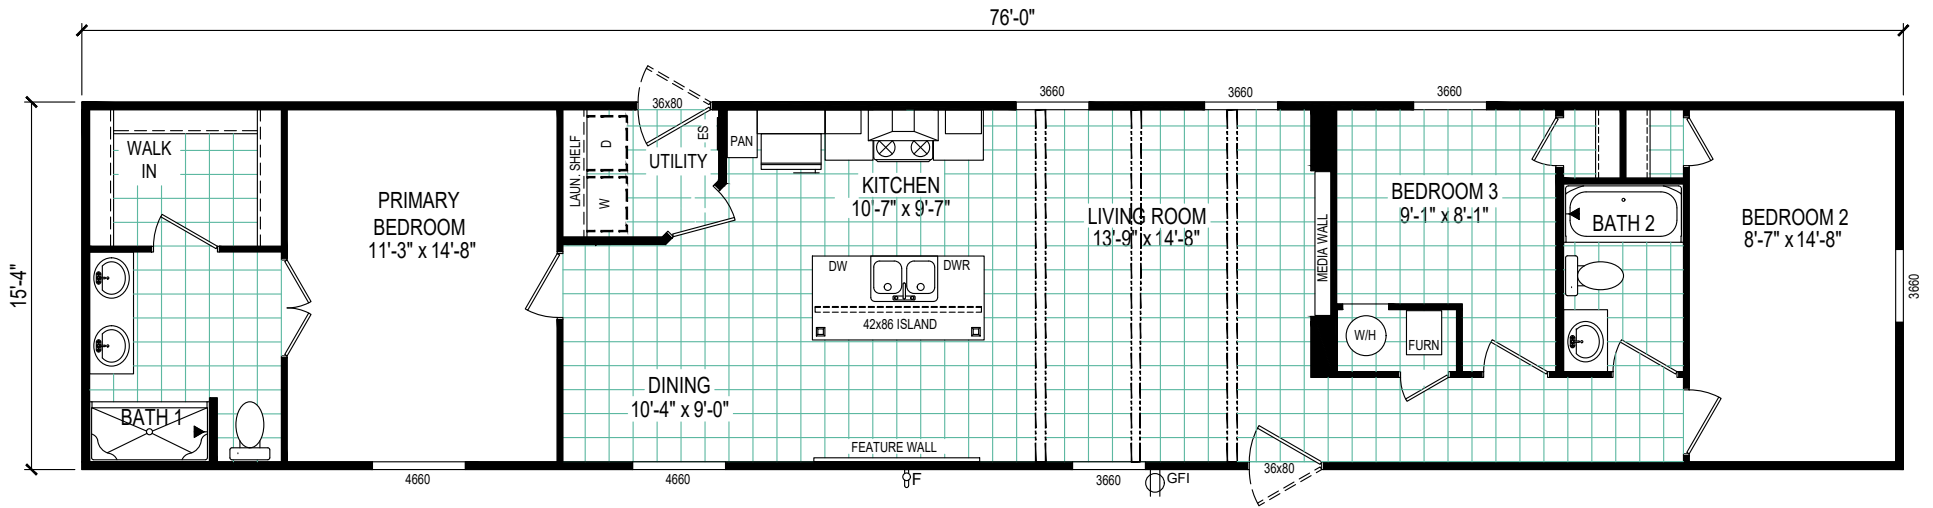 76'-0"
15'-4"
WALK
IN
PRIMARY
BEDROOM
11'-3" x 14'-8"
BATH 1
4660
36x80
LAUN. SHELF
D
W
ES
UTILITY
PAN
KITCHEN
10'-7" x 9'-7"
DW
DWR
42x86 ISLAND
DINING
10'-4" x 9'-0"
4660
FEATURE WALL
F
3660
3660
LIVING ROOM
13'-9" x 14'-8"
MEDIA WALL
3660
GFI
36x80
3660
BEDROOM 3
9'-1" x 8'-1"
W/H
FURN
BATH 2
BEDROOM 2
8'-7" x 14'-8"
3660